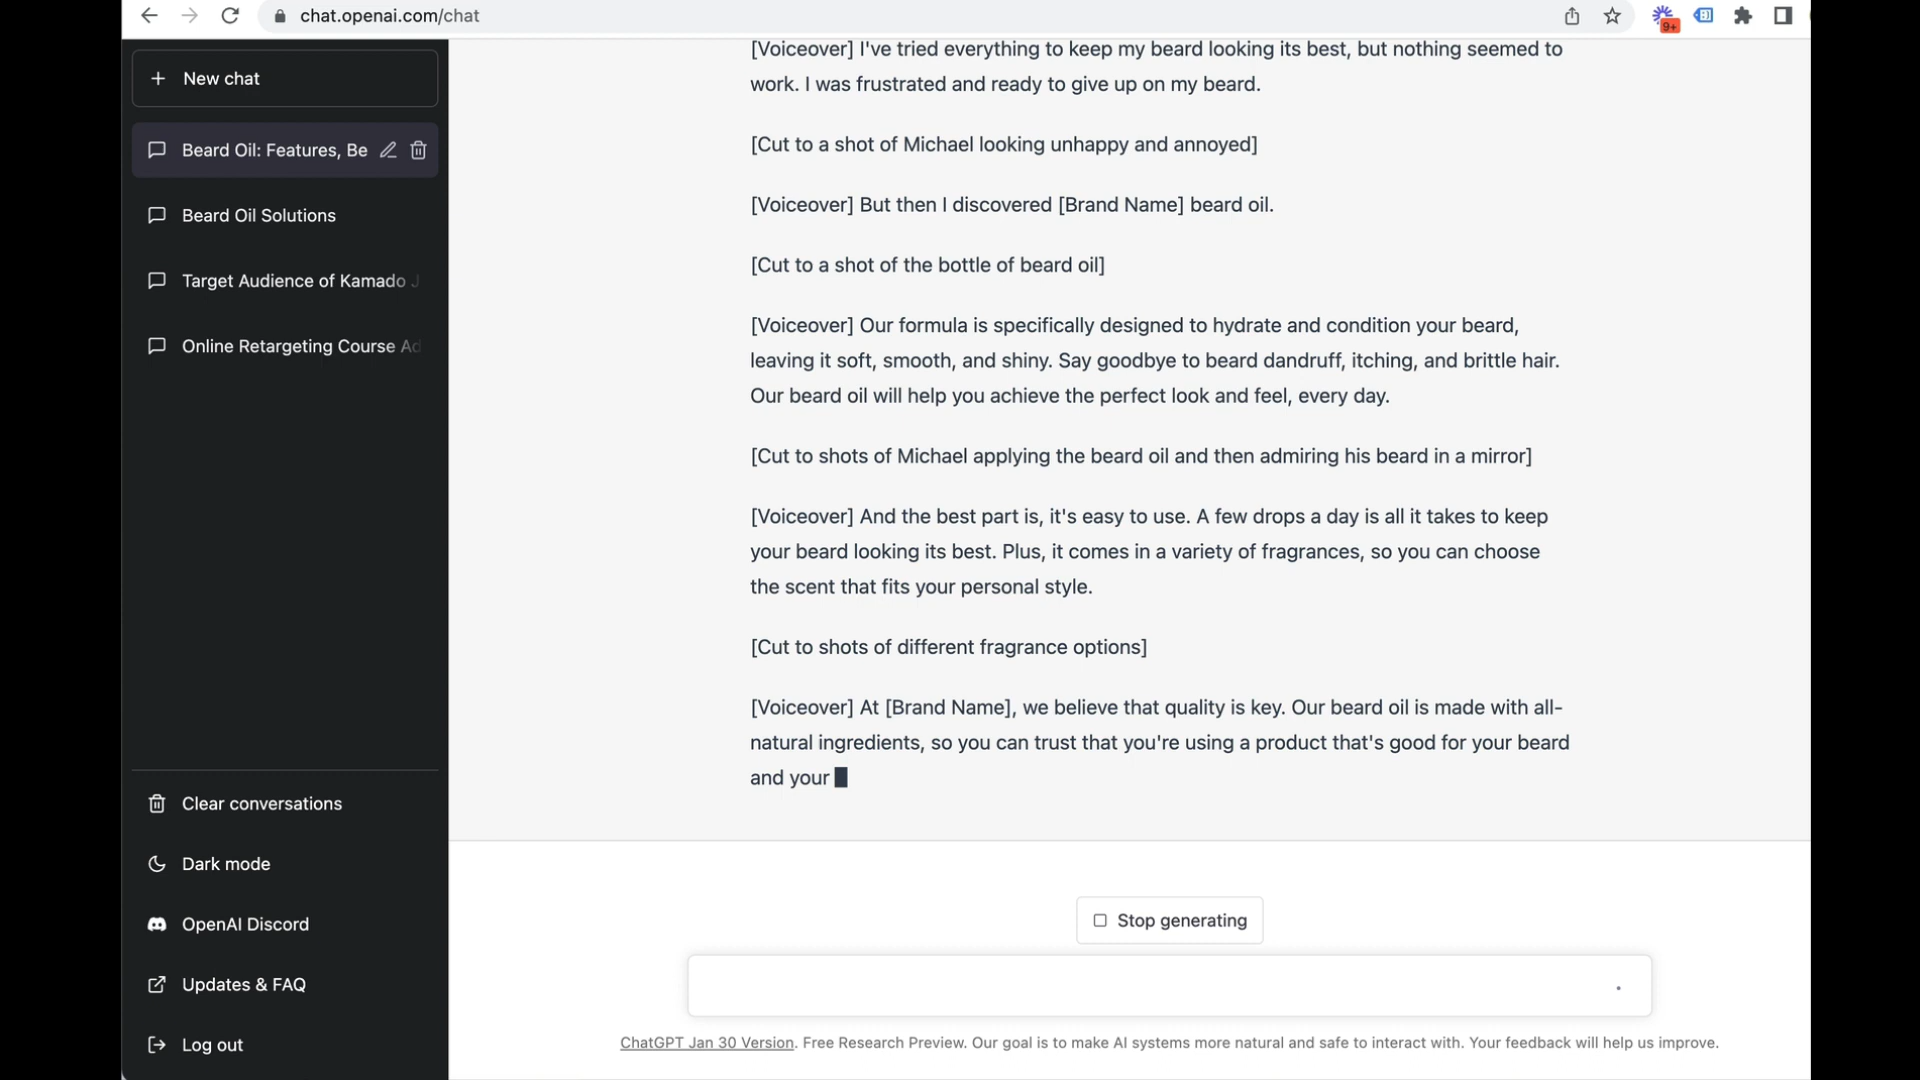 chat.openai.com/chat
9+
New chat
Beard Oil: Features, Be
Beard Oil Solutions
Target Audience of Kamado J
Online Retargeting Course Ad
Clear conversations
Dark mode
OpenAI Discord
Updates & FAQ
Log out
[Voiceover] I've tried everything to keep my beard looking its best, but nothing seemed to
work. I was frustrated and ready to give up on my beard.
[Cut to a shot of Michael looking unhappy and annoyed]
[Voiceover] But then I discovered [Brand Name] beard oil.
[Cut to a shot of the bottle of beard oil]
[Voiceover] Our formula is specifically designed to hydrate and condition your beard,
leaving it soft, smooth, and shiny. Say goodbye to beard dandruff, itching, and brittle hair.
Our beard oil will help you achieve the perfect look and feel, every day.
[Cut to shots of Michael applying the beard oil and then admiring his beard in a mirror]
[Voiceover] And the best part is, it's easy to use. A few drops a day is all it takes to keep
your beard looking its best. Plus, it comes in a variety of fragrances, so you can choose
the scent that fits your personal style.
[Cut to shots of different fragrance options]
[Voiceover] At [Brand Name], we believe that quality is key. Our beard oil is made with all-
natural ingredients, so you can trust that you're using a product that's good for your beard
and your
Stop generating
ChatGPT Jan 30 Version. Free Research Preview. Our goal is to make AI systems more natural and safe to interact with. Your feedback will help us improve.